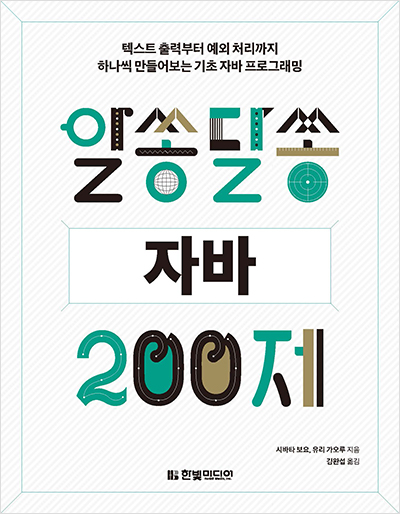 텍스트 출력부터 예외 처리까지
하나씩 만들어보는 기초 자바 프로그래밍
알쏭달쏭
자바
200제
시바타 보요, 유리 가오루 지음
김완섭 옮김
한빛미디어